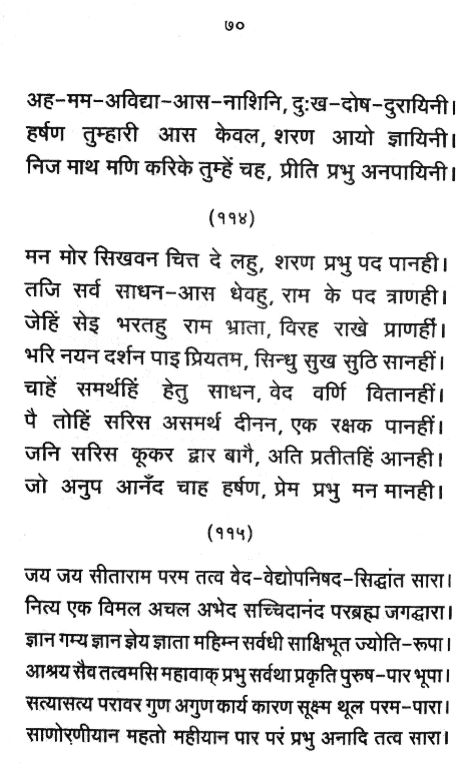 ७०
अह-मम-अविद्या-आस-नाशिनि, दुःख-दोष-दुरायिनी।
हर्षण तुम्हारी आस केवल, शरण आयो ज्ञायिनी।
निज माथ मणि करिके तुम्हें चह, प्रीति प्रभु अनपायिनी।
(११४)
मन मोर सिखवन चित्त दे लहु, शरण प्रभु पद पानही।
तजि सर्व साधन-आस धेवहु, राम के पद त्राणही।
जेहिं सेइ भरतहु राम भ्राता, विरह राखे प्राणहीं।
भरि नयन दर्शन पाइ प्रियतम, सिन्धु सुख सुठि सानहीं।
चाहें समर्थहिं हेतु साधन, वेद वर्णि वितानहीं।
पै तोहिं सरिस असमर्थ दीनन, एक रक्षक पानहीं।
जनि सरिस कूकर द्वार बागै, अति प्रतीतहिं आनही।
जो अनुप आनँद चाह हर्षण, प्रेम प्रभु मन मानही।
(११५)
जय जय सीताराम परम तत्व वेद-वेद्योपनिषद-सिद्धांत सारा।
नित्य एक विमल अचल अभेद सच्चिदानंद परब्रह्म जगद्वारा।
ज्ञान गम्य ज्ञान ज्ञेय ज्ञाता महिम्न सर्वधी साक्षिभूत ज्योति-रूपा।
आश्रय सैव तत्वमसि महावाक् प्रभु सर्वथा प्रकृति पुरुष-पार भूपा।
सत्यासत्य परावर गुण अगुण कार्य कारण सूक्ष्म थूल परम-पारा।
साणोरणीयान महतो महीयान पार परं प्रभु अनादि तत्व सारा।